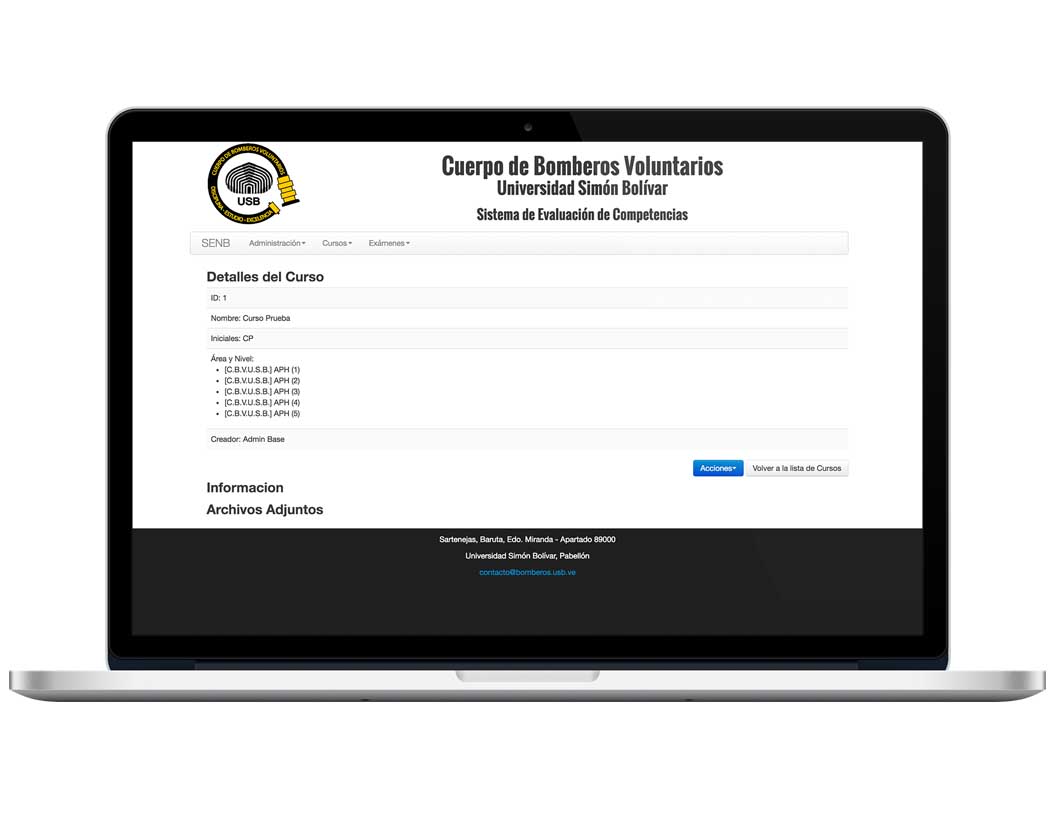 CUERPO DE BOMBEROS VOLUNTARIOS
USB
DISCIPLINA - ESTUDIO - EXCELENCIA
Cuerpo de Bomberos Voluntarios
Universidad Simón Bolívar
Sistema de Evaluación de Competencias
SENB Administración Cursos Exámenes
Detalles del Curso
ID: 1
Nombre: Curso Prueba
Iniciales: CP
Área y Nivel:
• [C.B.V.U.S.B.] APH (1)
• [C.B.V.U.S.B.] APH (2)
• [C.B.V.U.S.B.] APH (3)
• [C.B.V.U.S.B.] APH (4)
• [C.B.V.U.S.B.] APH (5)
Creador: Admin Base
Acciones Volver a la lista de Cursos
Informacion
Archivos Adjuntos
Sartenejas, Baruta, Edo. Miranda - Apartado 89000
Universidad Simón Bolívar, Pabellón
contacto@bomberos.usb.ve